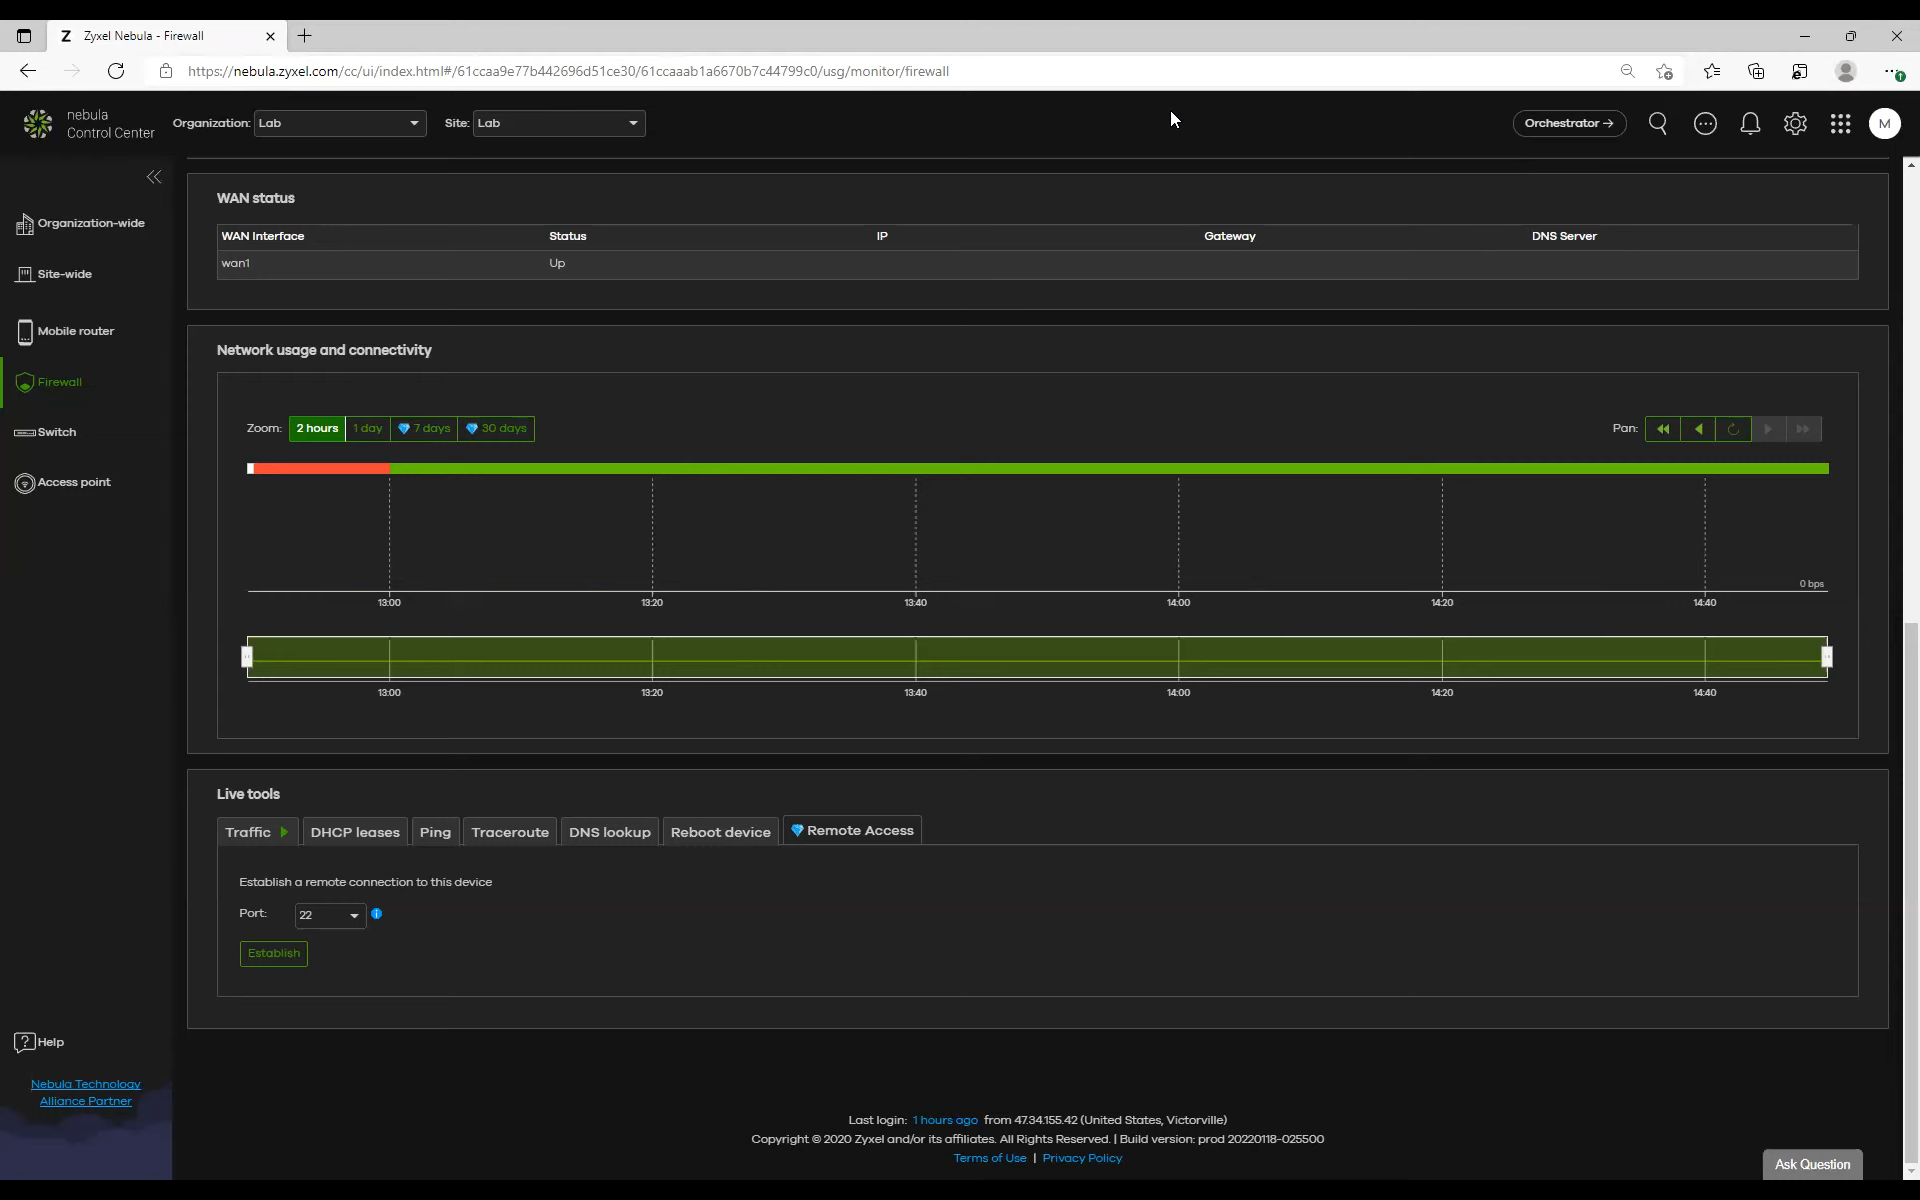 Z Zyxel Nebula - Firewall
https://nebula.zyxel.com/cc/ui/index.html#/61ccaa9e77b442696d51ce30/61ccaaab1a6670b7c44799c0/usg/monitor/firewall
nebula
Control Center
Organization: Lab
Site: Lab
Orchestrator →
M
Organization-wide
Site-wide
Mobile router
Firewall
Switch
Access point
Help
Nebula Technology
Alliance Partner
WAN status
WAN Interface Status IP Gateway DNS Server
wan1 Up
Network usage and connectivity
Zoom: 2 hours 1 day 7 days 30 days
Pan:
0 bps
13:00 13:20 13:40 14:00 14:20 14:40
13:00 13:20 13:40 14:00 14:20 14:40
Live tools
Traffic DHCP leases Ping Traceroute DNS lookup Reboot device Remote Access
Establish a remote connection to this device
Port: 22
Establish
Last login: 1 hours ago from 47.34.155.42 (United States, Victorville)
Copyright © 2020 Zyxel and/or its affiliates. All Rights Reserved. | Build version: prod 20220118-025500
Terms of Use | Privacy Policy
Ask Question